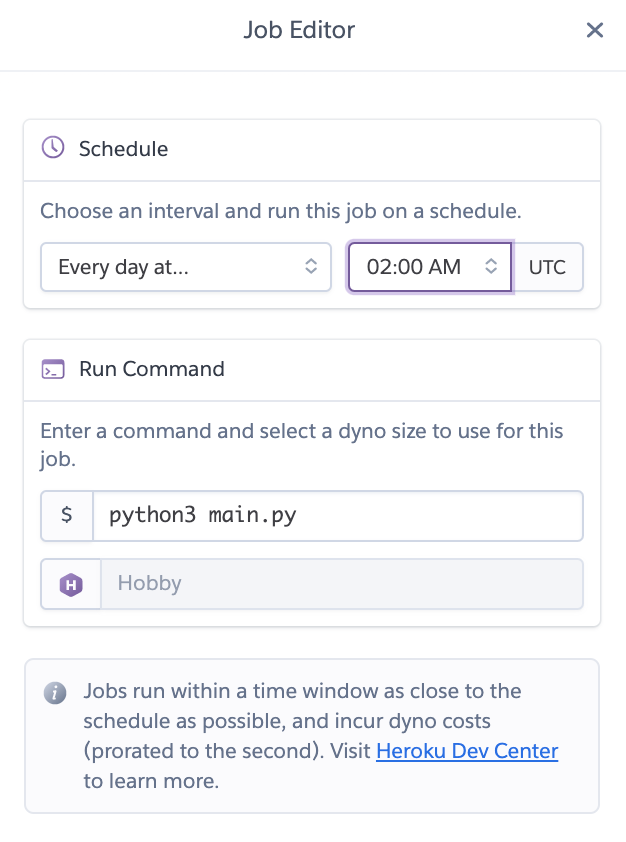 Job Editor
Schedule
Choose an interval and run this job on a schedule.
Every day at... 02:00 AM UTC
Run Command
Enter a command and select a dyno size to use for this
job.
$ python3 main.py
H Hobby
i Jobs run within a time window as close to the
schedule as possible, and incur dyno costs
(prorated to the second). Visit Heroku Dev Center
to learn more.